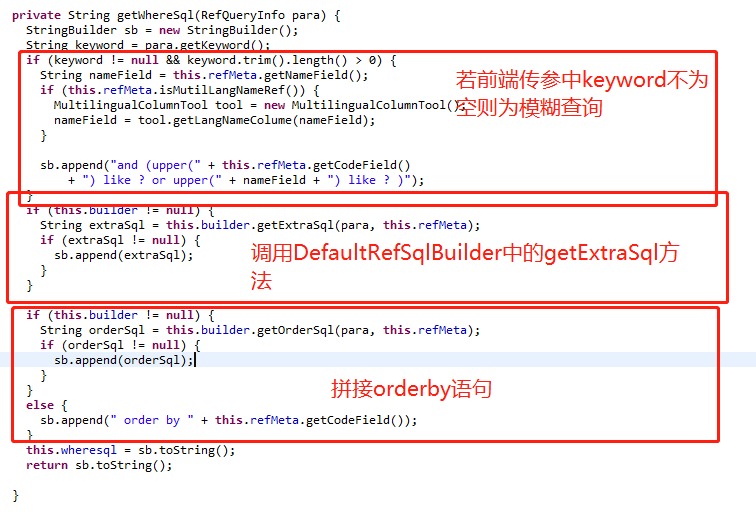 private String getWhereSql(RefQueryInfo para) {
StringBuilder sb = new StringBuilder();
String keyword = para.getKeyword();
if (keyword != null && keyword.trim().length() > 0) {
String nameField = this.refMeta.getNameField();
if (this.refMeta.isMutilLangNameRef()) {
MultilingualColumnTool tool = new MultilingualColumnTool();
nameField = tool.getLangNameColume(nameField);
}
若前端传参中keyword不为
空则为模糊查询
sb.append("and (upper(" + this.refMeta.getCodeField()
+ ") like ? or upper(" + nameField + ") like ? )");
}
if (this.builder != null) {
String extraSql = this.builder.getExtraSql(para, this.refMeta);
if (extraSql != null) {
sb.append(extraSql);
}
}
调用DefaultRefSqlBuilder中的getExtraSql方
法
if (this.builder != null) {
String orderSql = this.builder.getOrderSql(para, this.refMeta);
if (orderSql != null) {
sb.append(orderSql);
}
}
拼接orderby语句
else {
sb.append(" order by " + this.refMeta.getCodeField());
}
this.wheresql = sb.toString();
return sb.toString();
}